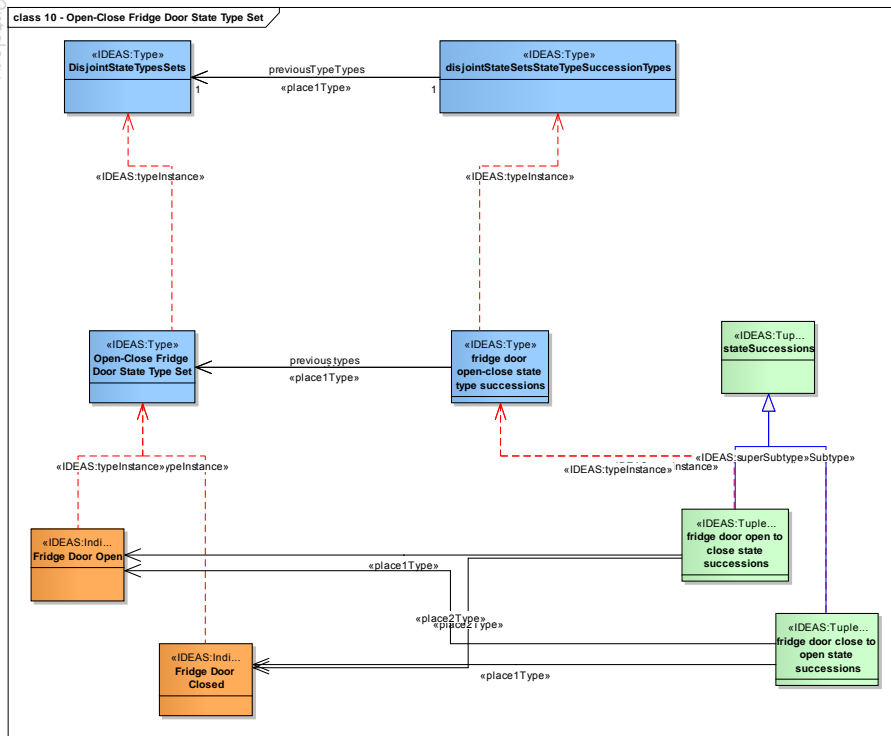 class 10 - Open-Close Fridge Door State Type Set
«IDEAS:Type»
DisjointStateTypesSets
«IDEAS:Type»
disjointStateSetsStateTypeSuccessionTypes
previousTypeTypes
«place1Type»
1
1
«IDEAS:typeInstance»
«IDEAS:typeInstance»
«IDEAS:Type»
Open-Close Fridge
Door State Type Set
«IDEAS:Type»
fridge door
open-close state
type successions
previous types
«place1Type»
«IDEAS:Tup...
stateSuccessions
«IDEAS:typeInstance»
ypeInstance»
«IDEAS:superSubtype»
Subtype»
«IDEAS:typeInstance»
nstance»
«IDEAS:Indi...
Fridge Door Open
«IDEAS:Tuple...
fridge door open to
close state
successions
«place1Type»
«place2Type»
«place2Type»
«IDEAS:Tuple...
fridge door close to
open state
successions
«IDEAS:Indi...
Fridge Door
Closed
«place1Type»